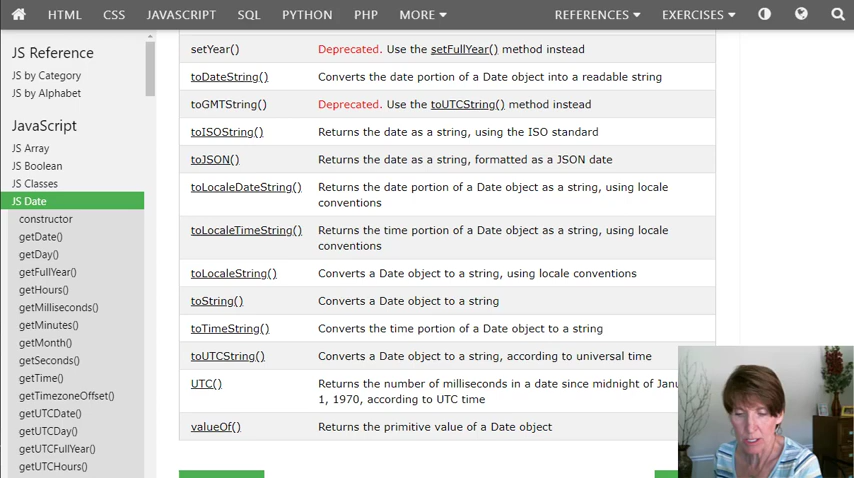 HTML CSS JAVASCRIPT SQL PYTHON PHP MORE REFERENCES EXERCISES
JS Reference
JS by Category
JS by Alphabet
JavaScript
JS Array
JS Boolean
JS Classes
JS Date
constructor
getDate()
getDay()
getFullYear()
getHours()
getMilliseconds()
getMinutes()
getMonth()
getSeconds()
getTime()
getTimezoneOffset()
getUTCDate()
getUTCDay()
getUTCFullYear()
getUTCHours()
setYear() Deprecated. Use the setFullYear() method instead
toDateString() Converts the date portion of a Date object into a readable string
toGMTString() Deprecated. Use the toUTCString() method instead
toISOString() Returns the date as a string, using the ISO standard
toJSON() Returns the date as a string, formatted as a JSON date
toLocaleDateString() Returns the date portion of a Date object as a string, using locale
conventions
toLocaleTimeString() Returns the time portion of a Date object as a string, using locale
conventions
toLocaleString() Converts a Date object to a string, using locale conventions
toString() Converts a Date object to a string
toTimeString() Converts the time portion of a Date object to a string
toUTCString() Converts a Date object to a string, according to universal time
UTC() Returns the number of milliseconds in a date since midnight of
1, 1970, according to UTC time
valueOf() Returns the primitive value of a Date object